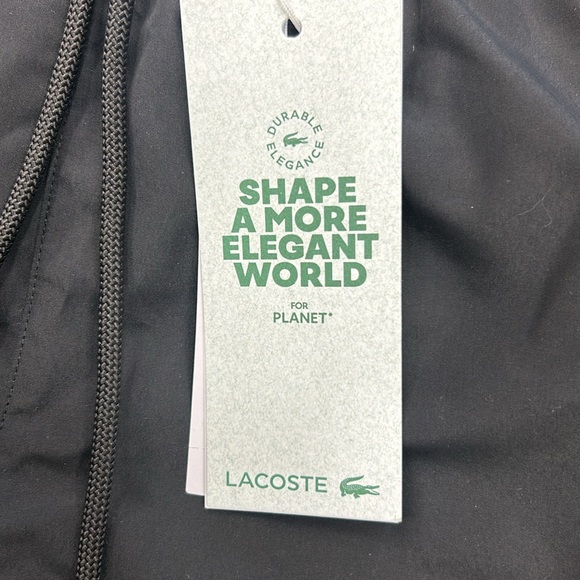 DURABLE
ELEGANCE
SHAPE
A MORE
ELEGANT
WORLD
FOR
PLANET*
LACOSTE